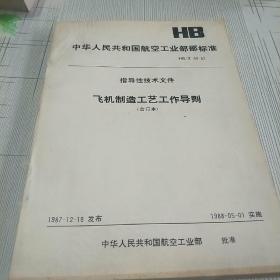 HB
中华人民共和国航空工业部部标准
指导性技术文件
飞机制造工艺工作导则
(合订本)
1987-12-18 发布
1988-05-01 实施
中华人民共和国航空工业部 批准